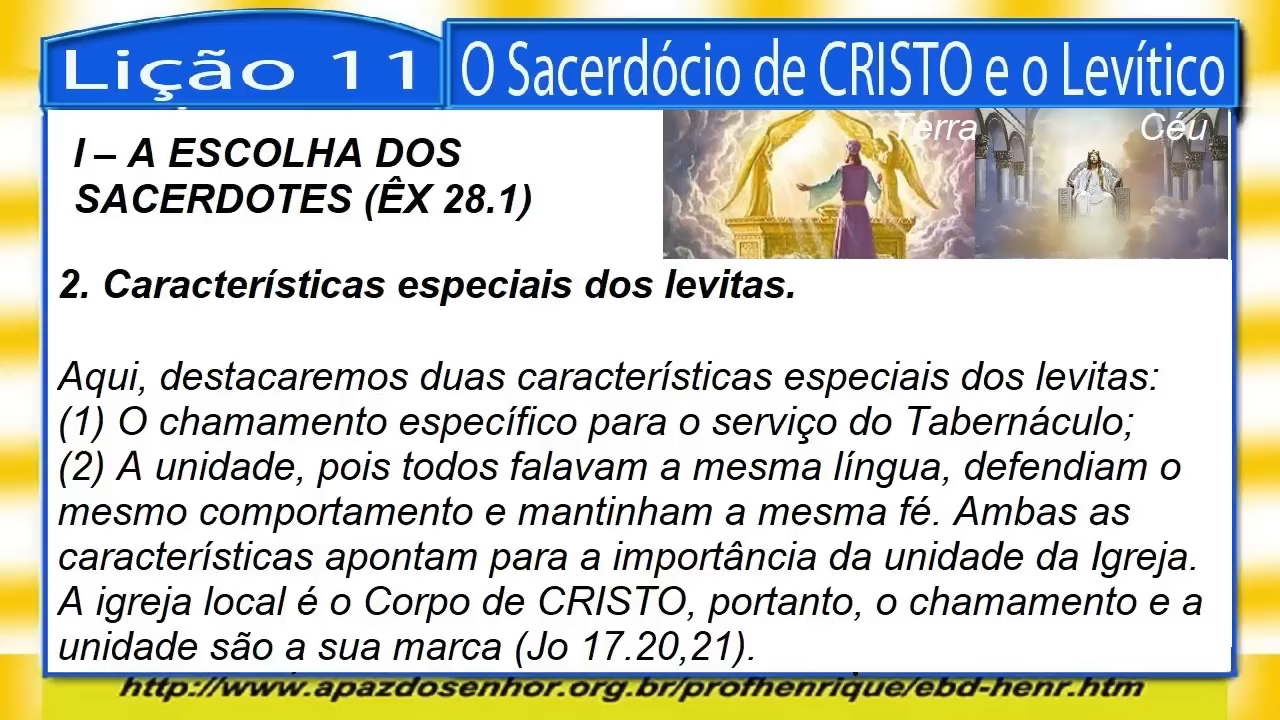 Lição 11
O Sacerdócio de CRISTO e o Levítico
Terra
Céu
I – A ESCOLHA DOS
SACERDOTES (ÊX 28.1)
2. Características especiais dos levitas.
Aqui, destacaremos duas características especiais dos levitas:
(1) O chamamento específico para o serviço do Tabernáculo;
(2) A unidade, pois todos falavam a mesma língua, defendiam o
mesmo comportamento e mantinham a mesma fé. Ambas as
características apontam para a importância da unidade da Igreja.
A igreja local é o Corpo de CRISTO, portanto, o chamamento e a
unidade são a sua marca (Jo 17.20,21).
http://www.apazdosenhor.org.br/profhenrique/ebd-henr.htm